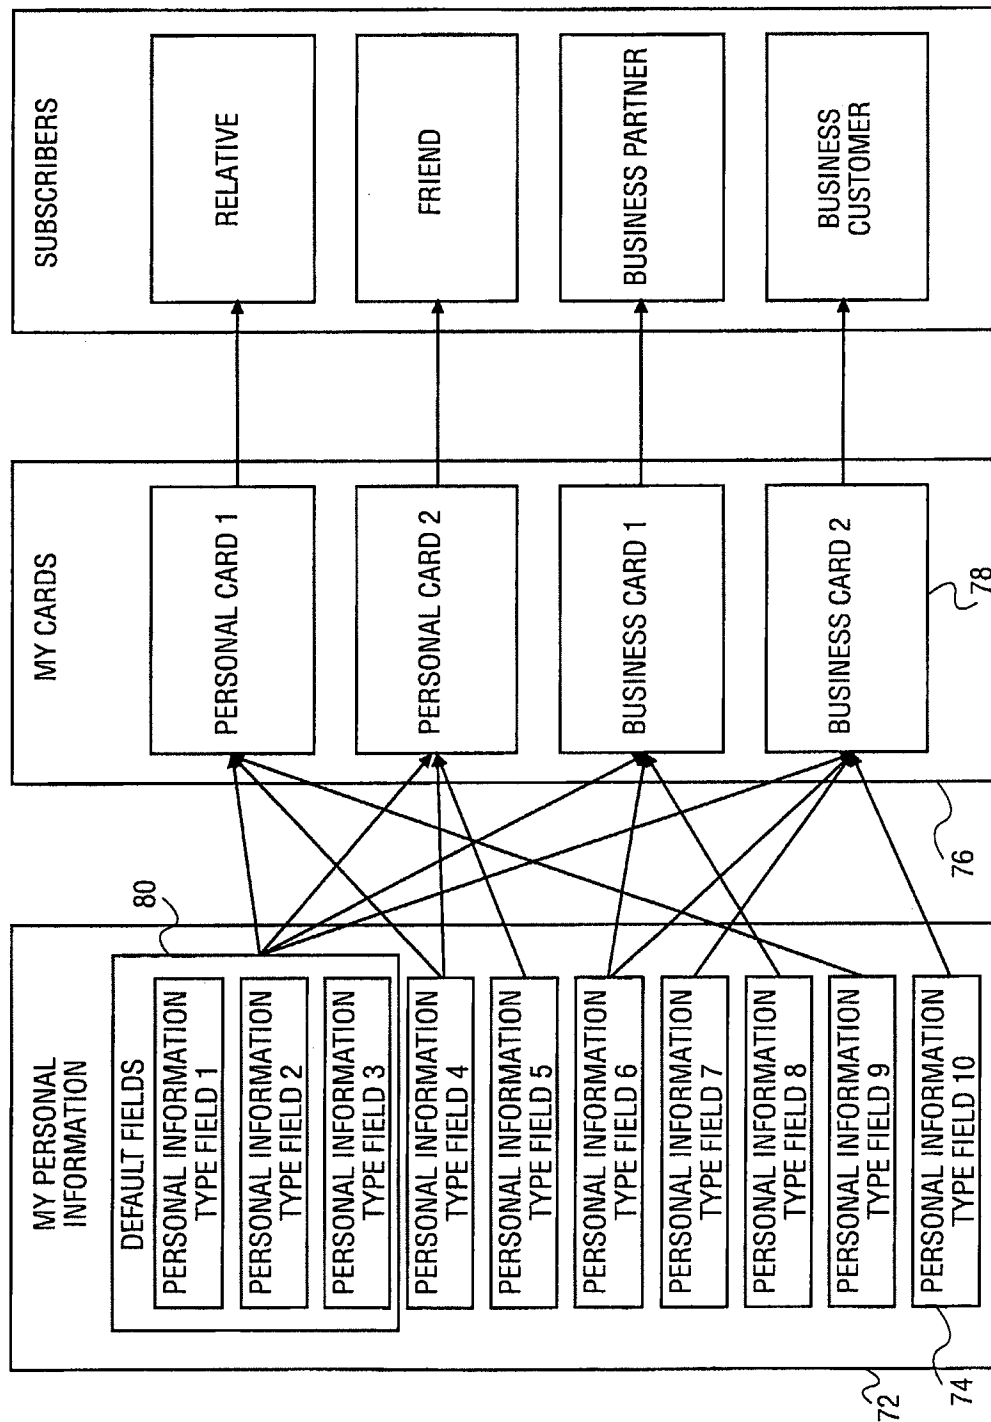 MY PERSONAL
INFORMATION
DEFAULT FIELDS
PERSONAL INFORMATION
TYPE FIELD 1
PERSONAL INFORMATION
TYPE FIELD 2
PERSONAL INFORMATION
TYPE FIELD 3
PERSONAL INFORMATION
TYPE FIELD 4
PERSONAL INFORMATION
TYPE FIELD 5
PERSONAL INFORMATION
TYPE FIELD 6
PERSONAL INFORMATION
TYPE FIELD 7
PERSONAL INFORMATION
TYPE FIELD 8
PERSONAL INFORMATION
TYPE FIELD 9
PERSONAL INFORMATION
TYPE FIELD 10
72
74
80
MY CARDS
PERSONAL CARD 1
PERSONAL CARD 2
BUSINESS CARD 1
BUSINESS CARD 2
76
78
SUBSCRIBERS
RELATIVE
FRIEND
BUSINESS PARTNER
BUSINESS
CUSTOMER